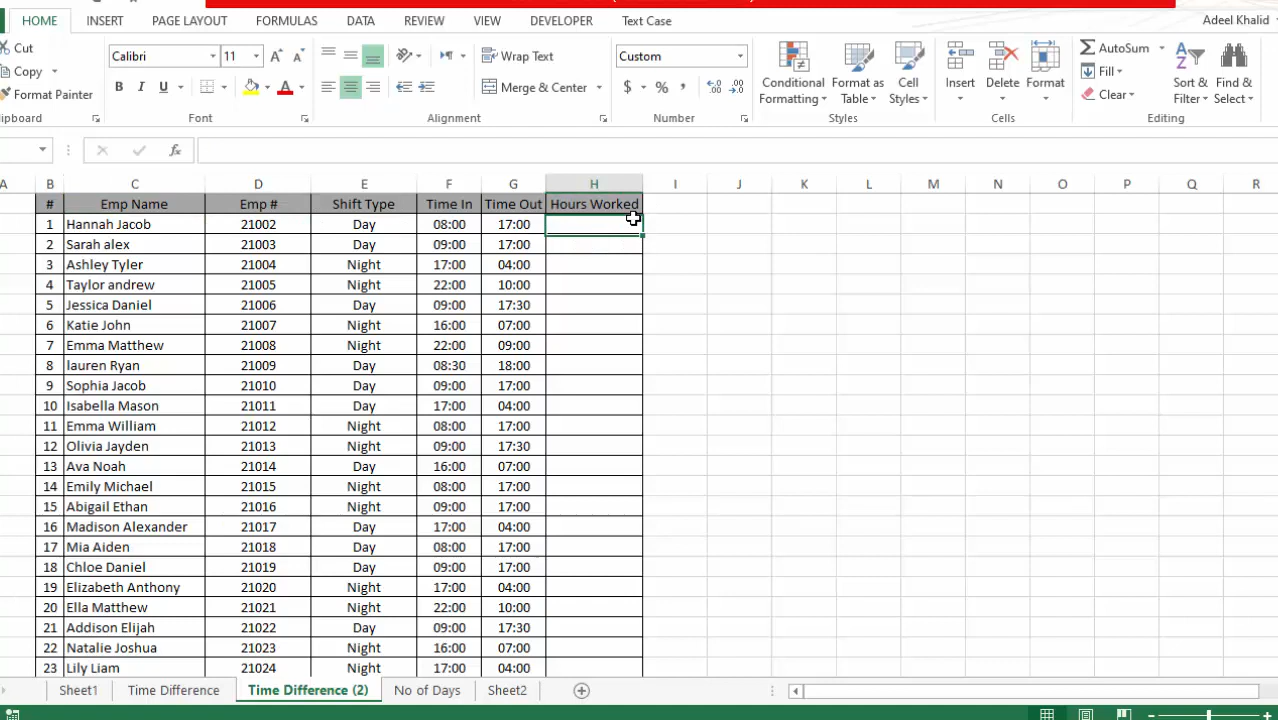 HOME INSERT PAGE LAYOUT FORMULAS DATA REVIEW VIEW DEVELOPER Text Case Adeel Khalid
Cut
Copy
Format Painter
lipboard
Calibri 11
B I U
Font
Wrap Text
Merge & Center
Alignment
Custom
$ % ,
Number
Conditional Formatting
Format as Table
Cell Styles
Styles
Insert Delete Format
Cells
AutoSum
Fill
Clear
Sort & Filter
Find & Select
Editing
fx
A B C D E F G H I J K L M N O P Q R
# Emp Name Emp # Shift Type Time In Time Out Hours Worked
1 Hannah Jacob 21002 Day 08:00 17:00
2 Sarah alex 21003 Day 09:00 17:00
3 Ashley Tyler 21004 Night 17:00 04:00
4 Taylor andrew 21005 Night 22:00 10:00
5 Jessica Daniel 21006 Day 09:00 17:30
6 Katie John 21007 Night 16:00 07:00
7 Emma Matthew 21008 Night 22:00 09:00
8 lauren Ryan 21009 Day 08:30 18:00
9 Sophia Jacob 21010 Day 09:00 17:00
10 Isabella Mason 21011 Day 17:00 04:00
11 Emma William 21012 Night 08:00 17:00
12 Olivia Jayden 21013 Night 09:00 17:30
13 Ava Noah 21014 Day 16:00 07:00
14 Emily Michael 21015 Night 08:00 17:00
15 Abigail Ethan 21016 Night 09:00 17:00
16 Madison Alexander 21017 Day 17:00 04:00
17 Mia Aiden 21018 Day 08:00 17:00
18 Chloe Daniel 21019 Day 09:00 17:00
19 Elizabeth Anthony 21020 Night 17:00 04:00
20 Ella Matthew 21021 Night 22:00 10:00
21 Addison Elijah 21022 Day 09:00 17:30
22 Natalie Joshua 21023 Night 16:00 07:00
23 Lily Liam 21024 Night 17:00 04:00
Sheet1 Time Difference Time Difference (2) No of Days Sheet2